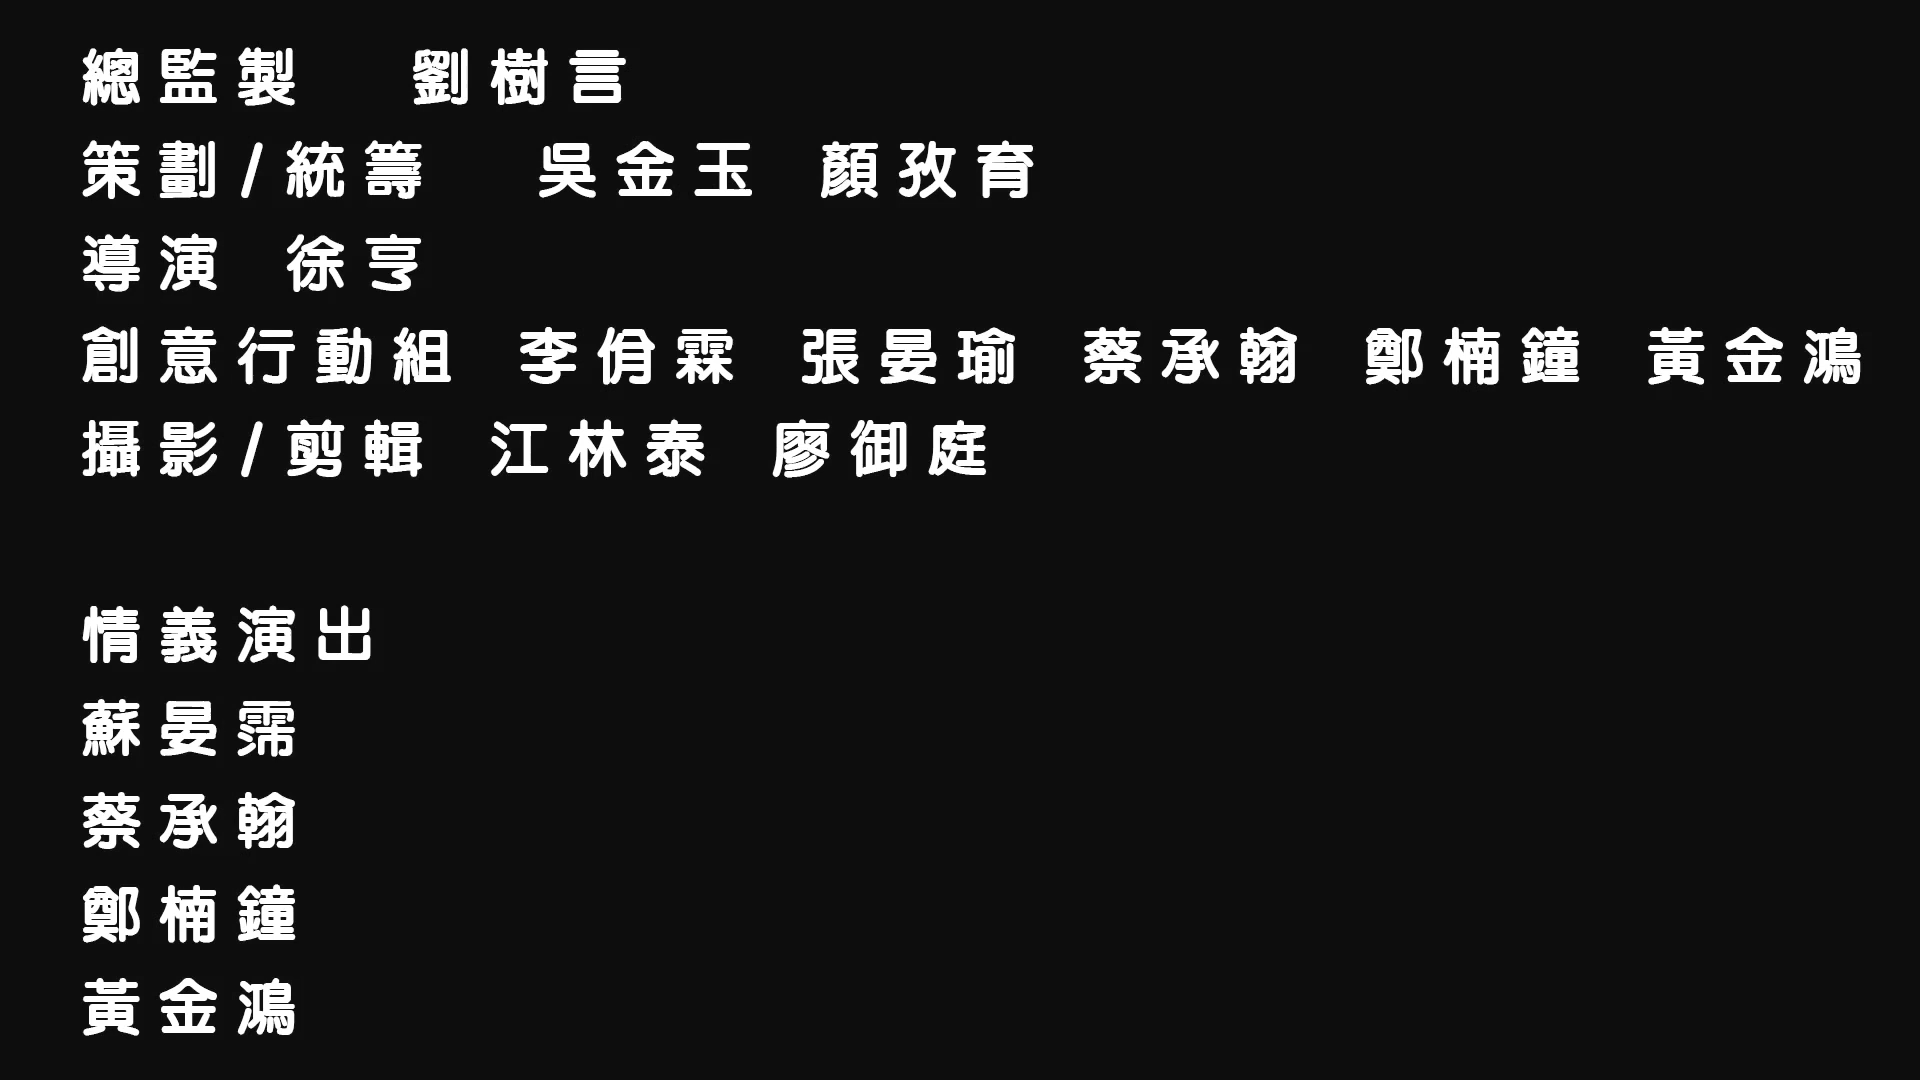 總監製 劉樹言
策劃/統籌 吳金玉 顏孜育
導演 徐亨
創意行動組 李佾霖 張晏瑜 蔡承翰 鄭楠鐘 黃金鴻
攝影/剪輯 江林泰 廖御庭
情義演出
蘇晏霈
蔡承翰
鄭楠鐘
黃金鴻